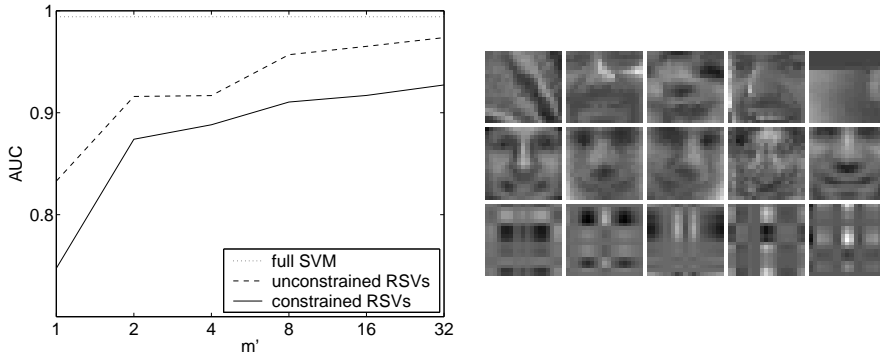 1
0.9
0.8
AUC
full SVM
unconstrained RSVs
constrained RSVs
1 2 4 8 16 32
m'